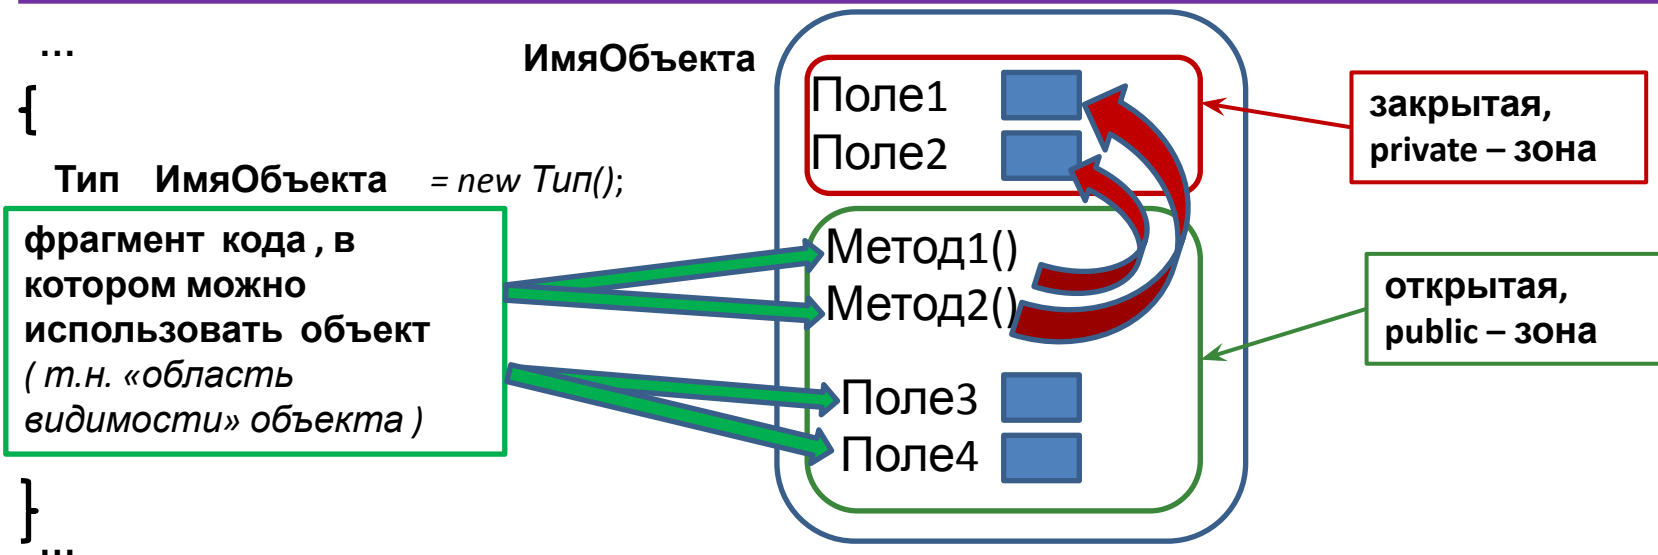 ...
{
Тип ИмяОбъекта = new Тип();
фрагмент кода , в
котором можно
использовать объект
( т.н. «область
видимости» объекта )
}
...
ИмяОбъекта
Поле1
Поле2
Метод1()
Метод2()
Поле3
Поле4
закрытая,
private – зона
открытая,
public – зона